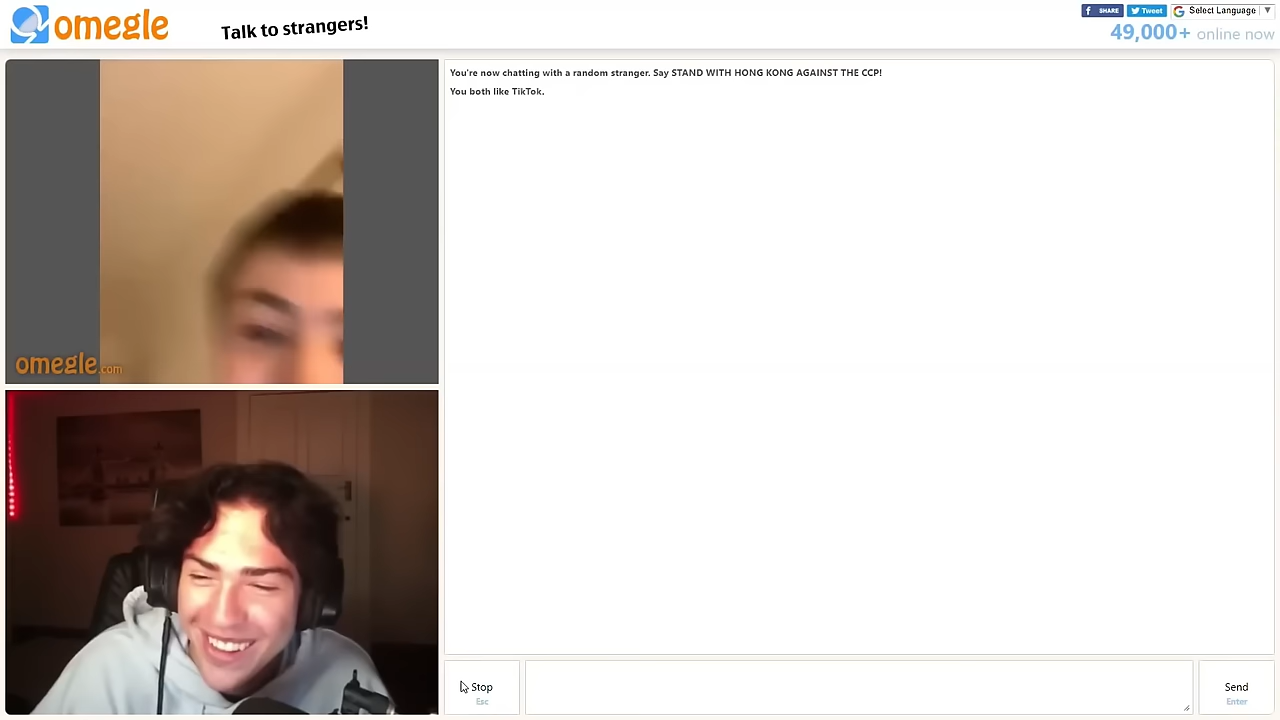 omegle
Talk to strangers!
f SHARE
Tweet
G Select Language ▼
49,000+ online now
You're now chatting with a random stranger. Say STAND WITH HONG KONG AGAINST THE CCP!
You both like TikTok.
omegle.com
Stop
Esc
Send
Enter